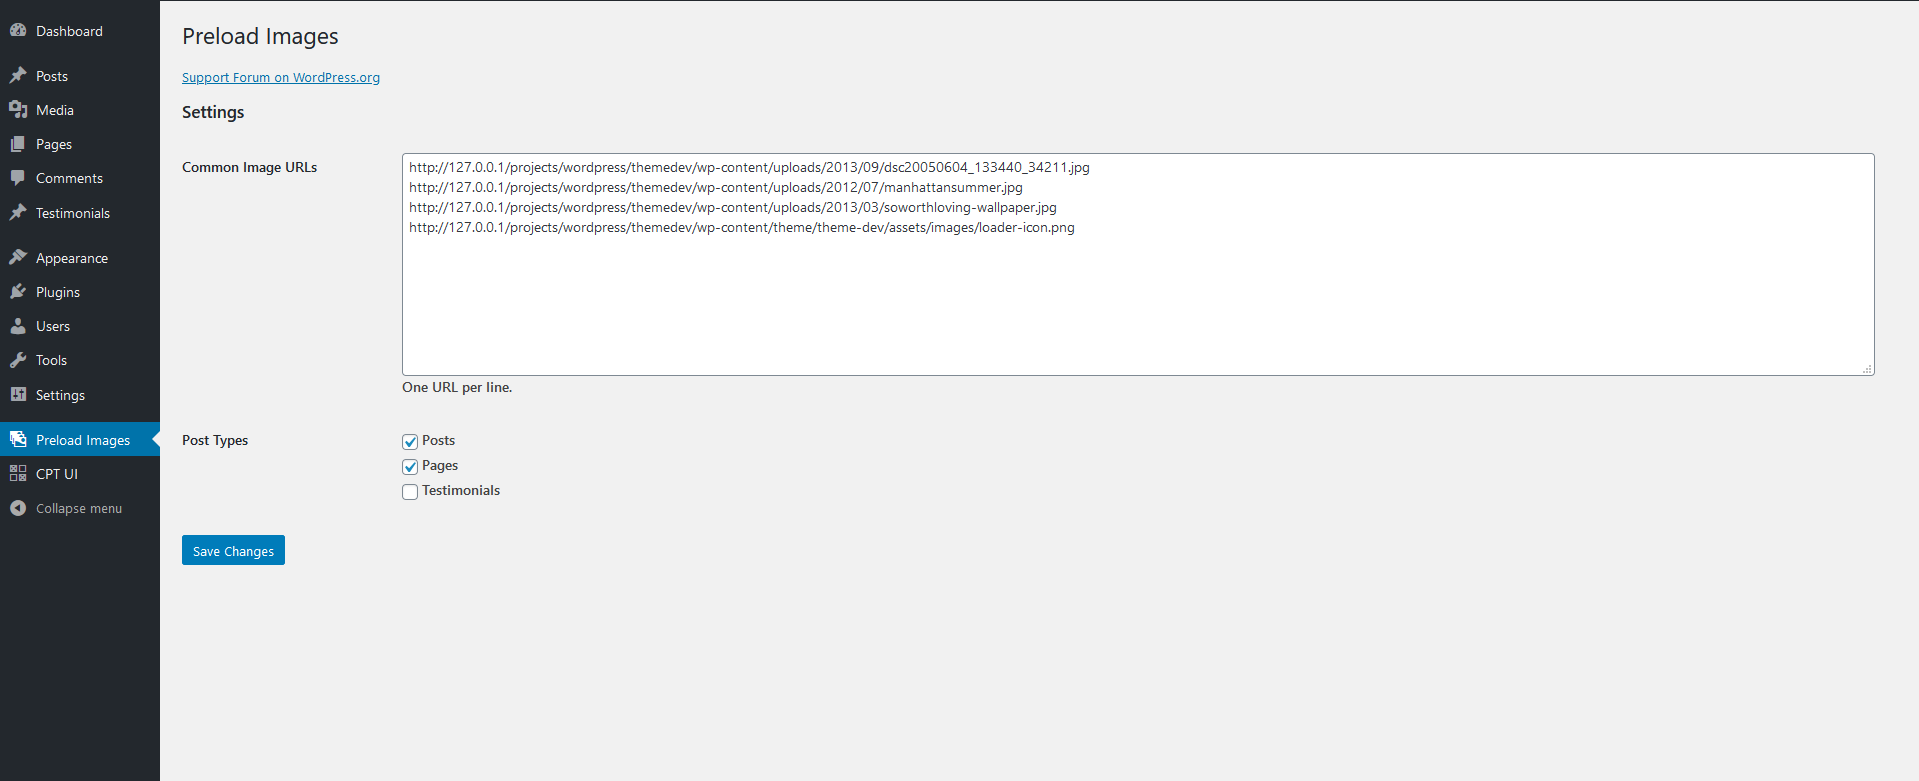 Dashboard
Posts
Media
Pages
Comments
Testimonials
Appearance
Plugins
Users
Tools
Settings
Preload Images
CPT UI
Collapse menu
Preload Images
Support Forum on WordPress.org
Settings
Common Image URLs
http://127.0.0.1/projects/wordpress/themedev/wp-content/uploads/2013/09/dsc20050604_133440_34211.jpg
http://127.0.0.1/projects/wordpress/themedev/wp-content/uploads/2012/07/manhattansummer.jpg
http://127.0.0.1/projects/wordpress/themedev/wp-content/uploads/2013/03/soworthloving-wallpaper.jpg
http://127.0.0.1/projects/wordpress/themedev/wp-content/theme/theme-dev/assets/images/loader-icon.png
One URL per line.
Post Types
Posts
Pages
Testimonials
Save Changes